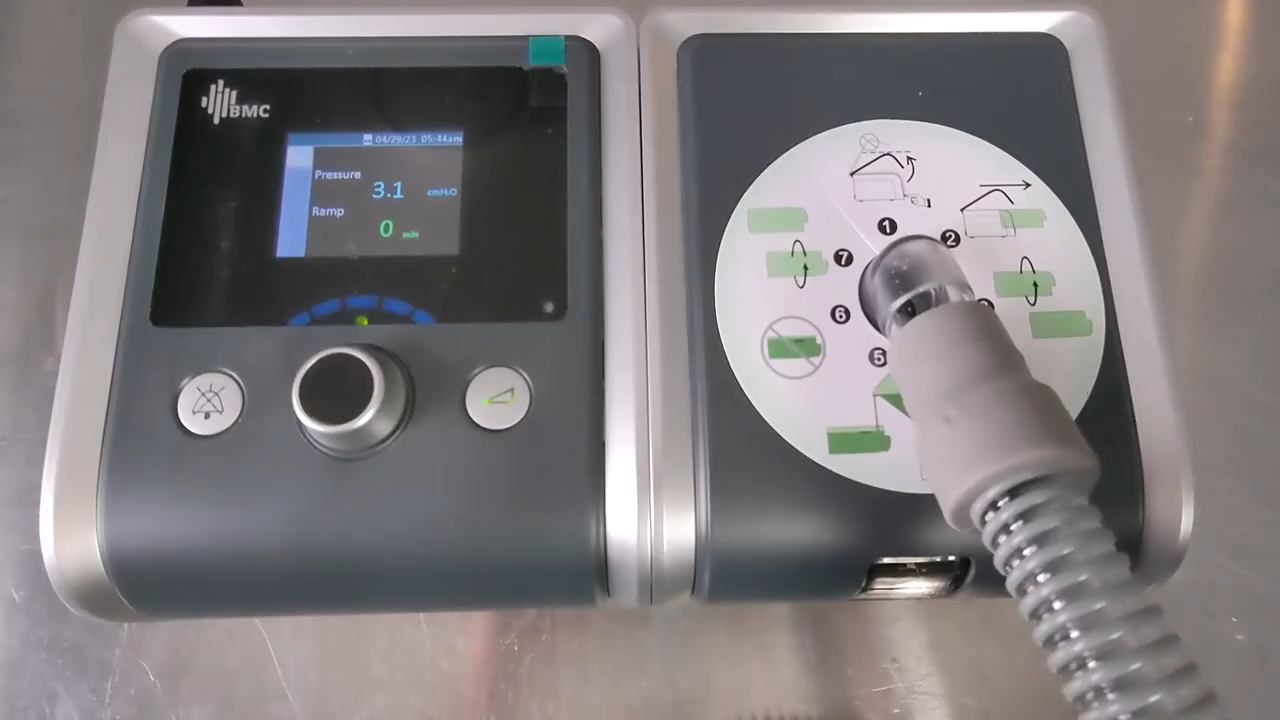 BMC
04/29/23 05:44am
Pressure
3.1 cmH2O
Ramp
0 min
1
2
7
6
5